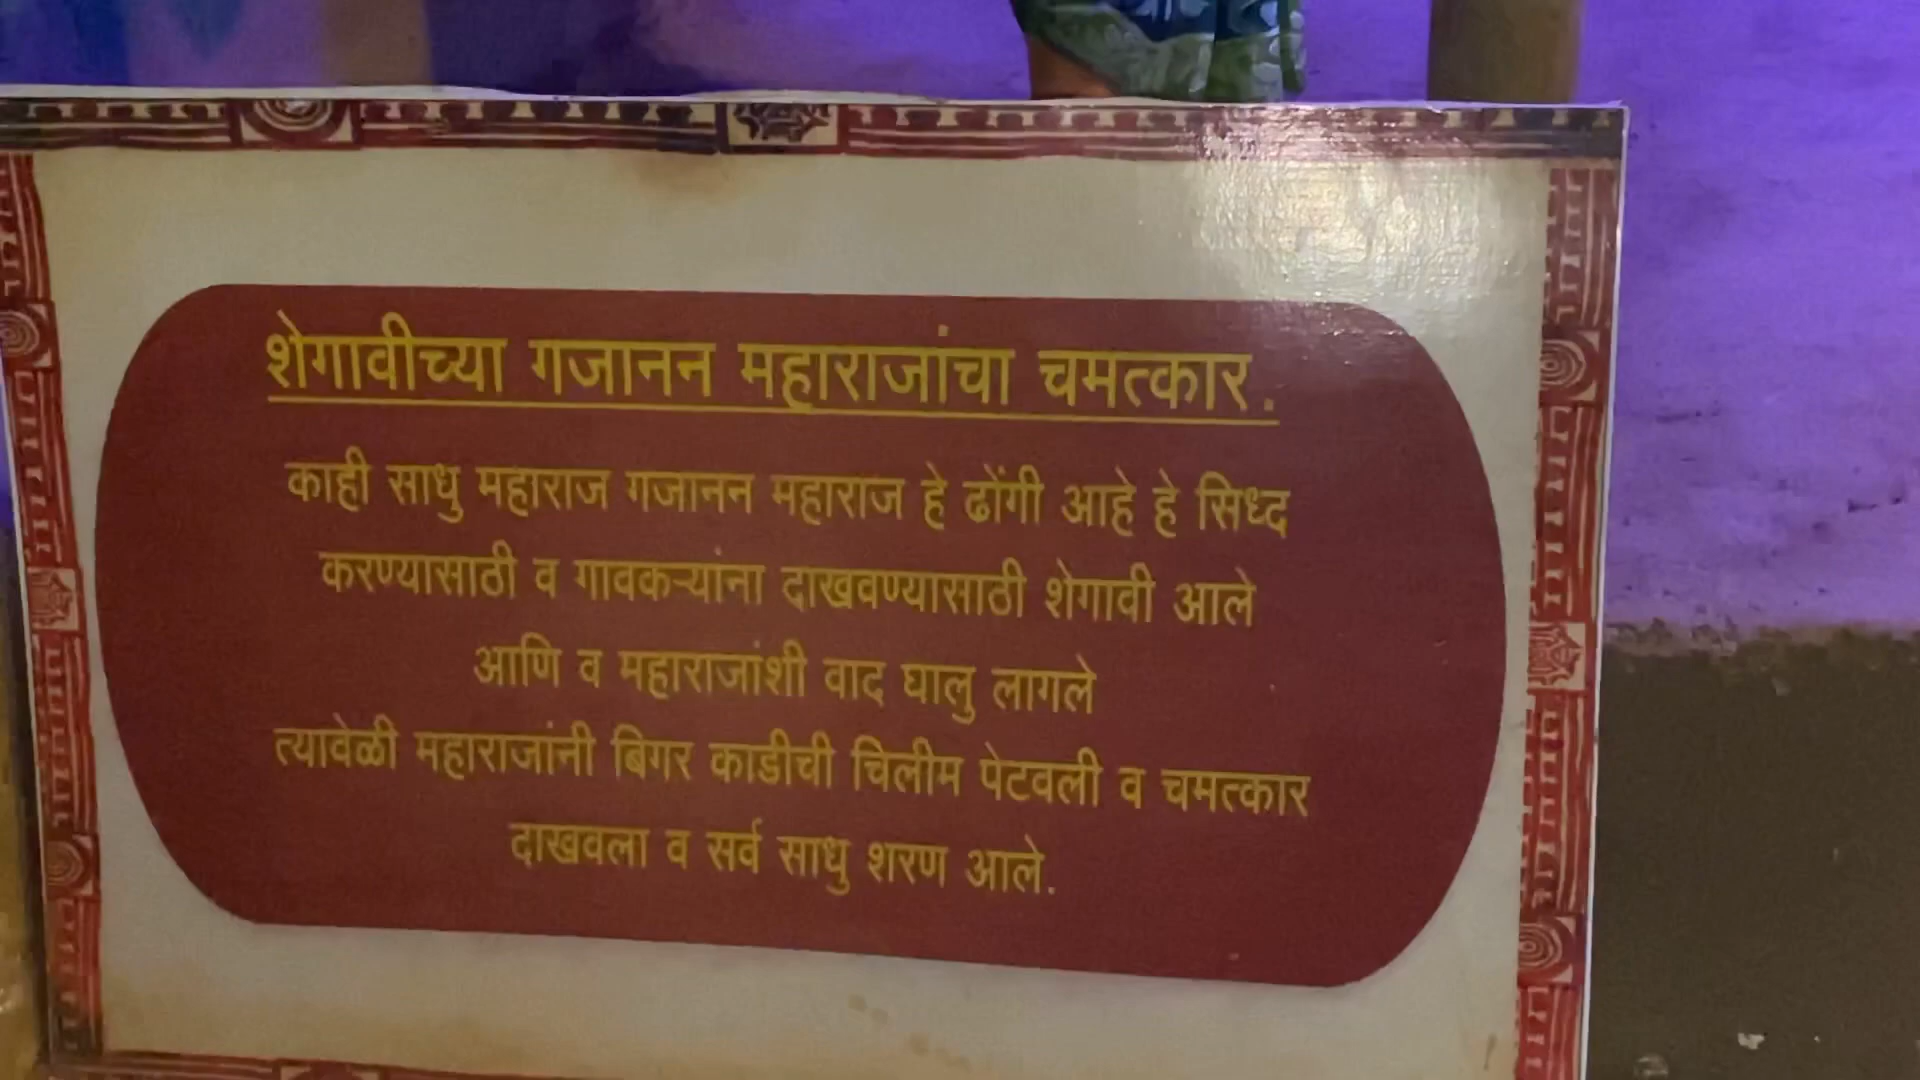 शेगावीच्या गजानन महाराजांचा चमत्कार.
काही साधु महाराज गजानन महाराज हे ढोंगी आहे हे सिध्द
करण्यासाठी व गावकऱ्यांना दाखवण्यासाठी शेगावी आले
आणि व महाराजांशी वाद घालु लागले
त्यावेळी महाराजांनी बिगर काडीची चिलीम पेटवली व चमत्कार
दाखवला व सर्व साधु शरण आले.